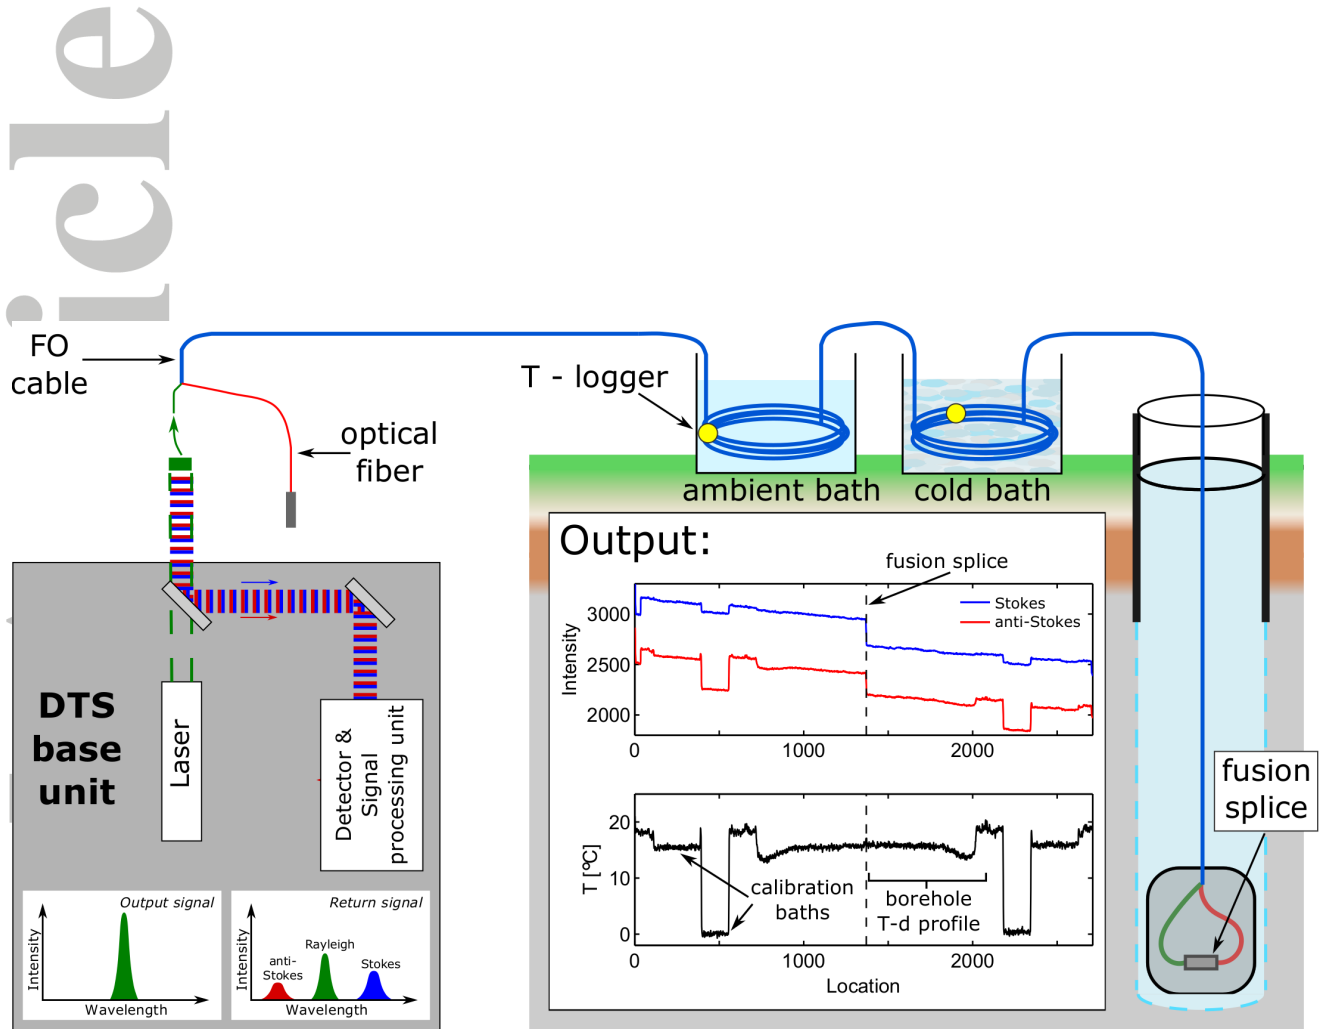 icle
FO
cable
optical
fiber
T - logger
ambient bath
cold bath
DTS
base
unit
Laser
Detector &
Signal
processing unit
Output signal
Intensity
Wavelength
Return signal
Intensity
anti-
Stokes
Rayleigh
Stokes
Wavelength
Output:
fusion splice
Stokes
anti-Stokes
Intensity
3000
2500
2000
0
1000
2000
T [ºC]
20
10
0
calibration
baths
borehole
T-d profile
0
1000
2000
Location
fusion
splice